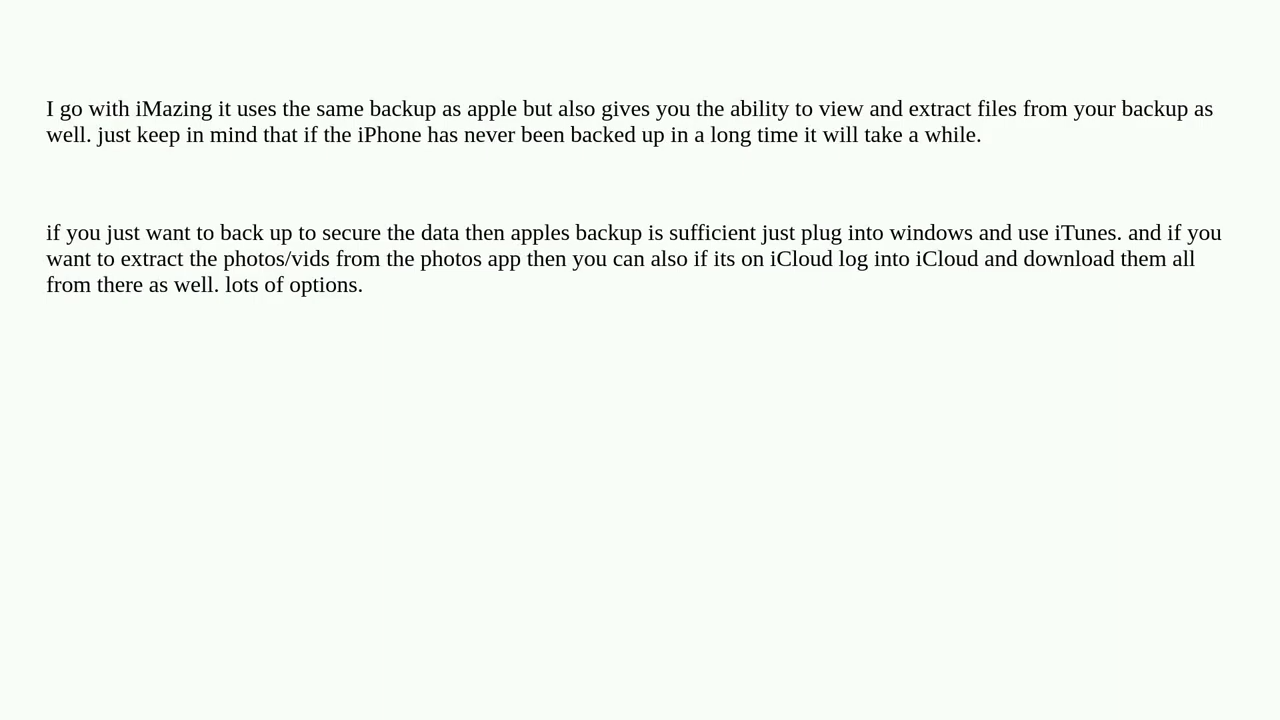 I go with iMazing it uses the same backup as apple but also gives you the ability to view and extract files from your backup as
well. just keep in mind that if the iPhone has never been backed up in a long time it will take a while.
if you just want to back up to secure the data then apples backup is sufficient just plug into windows and use iTunes. and if you
want to extract the photos/vids from the photos app then you can also if its on iCloud log into iCloud and download them all
from there as well. lots of options.